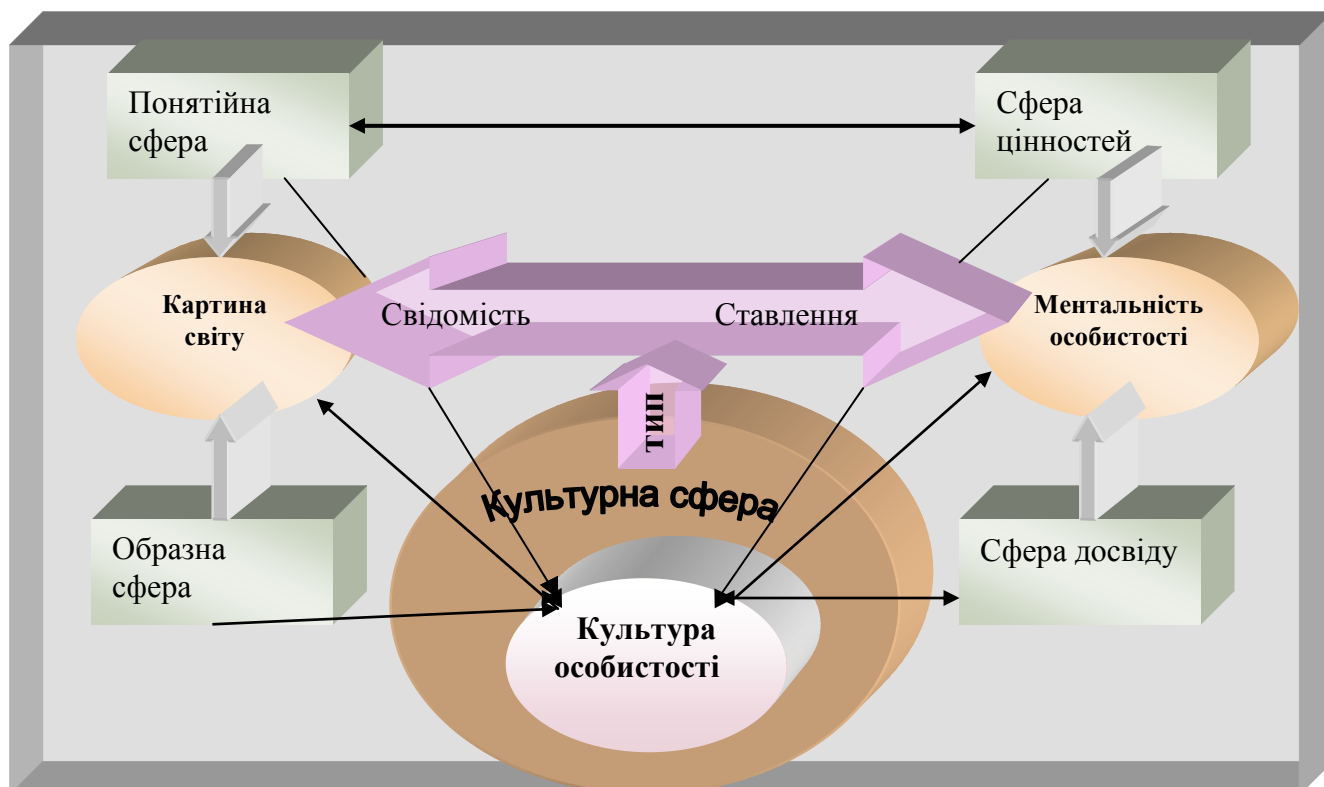 Понятійна
сфера
Сфера
цінностей
Картина
світу
Свідомість
Ставлення
Ментальність
особистості
тип
Культурна сфера
Образна
сфера
Сфера досвіду
Культура
особистості